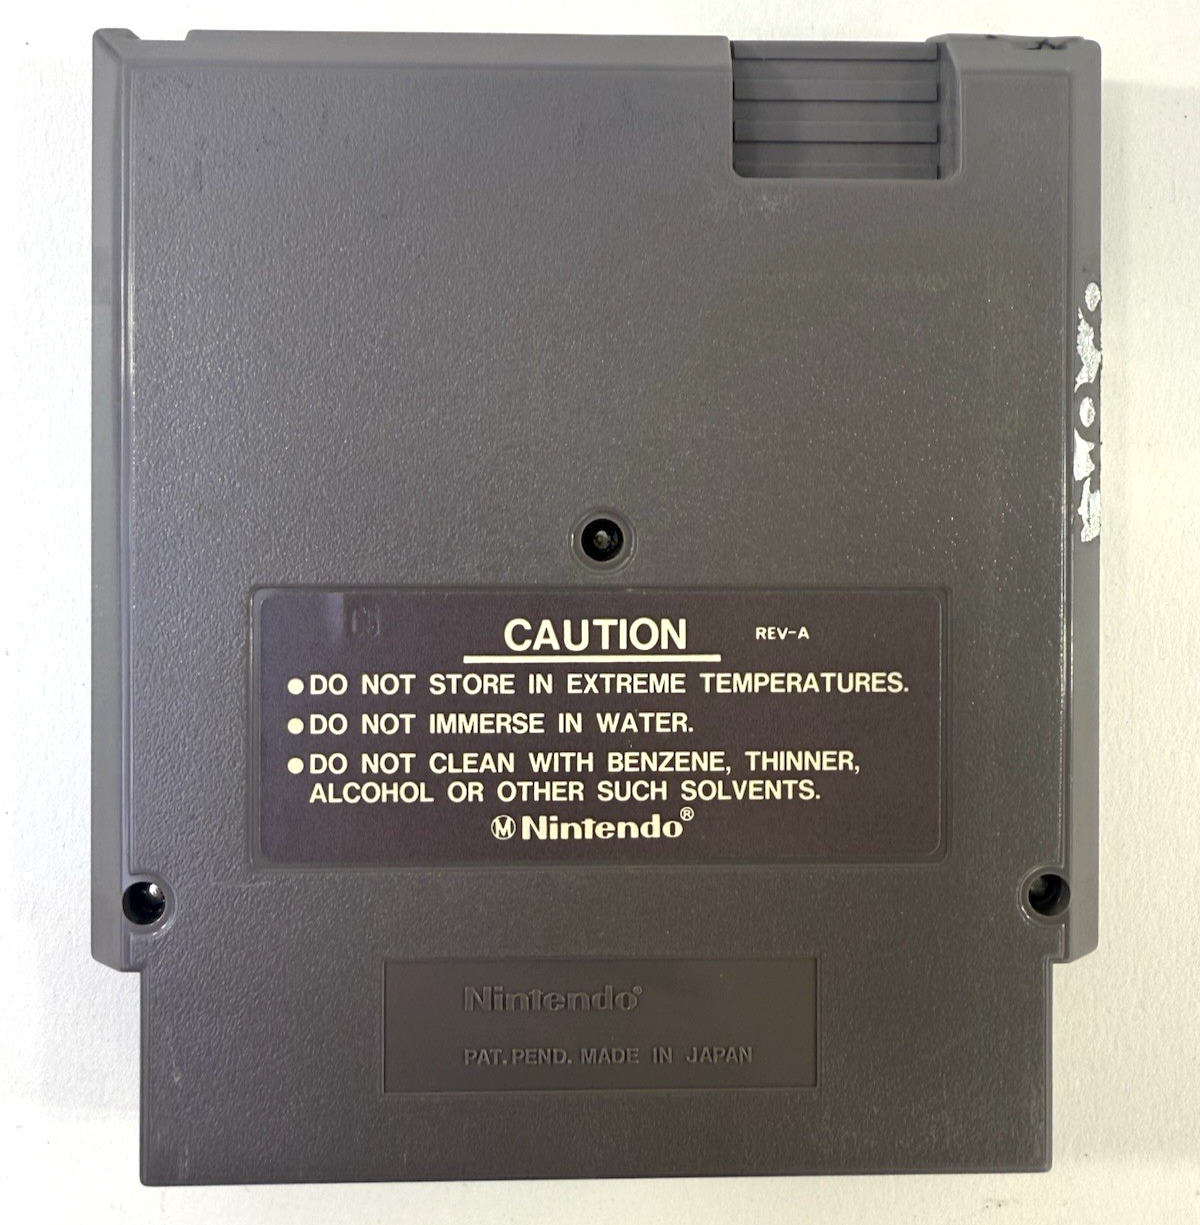 CAUTION REV-A
●DO NOT STORE IN EXTREME TEMPERATURES.
●DO NOT IMMERSE IN WATER.
●DO NOT CLEAN WITH BENZENE, THINNER,
ALCOHOL OR OTHER SUCH SOLVENTS.
Ⓜ Nintendo®
Nintendo®
PAT. PEND. MADE IN JAPAN